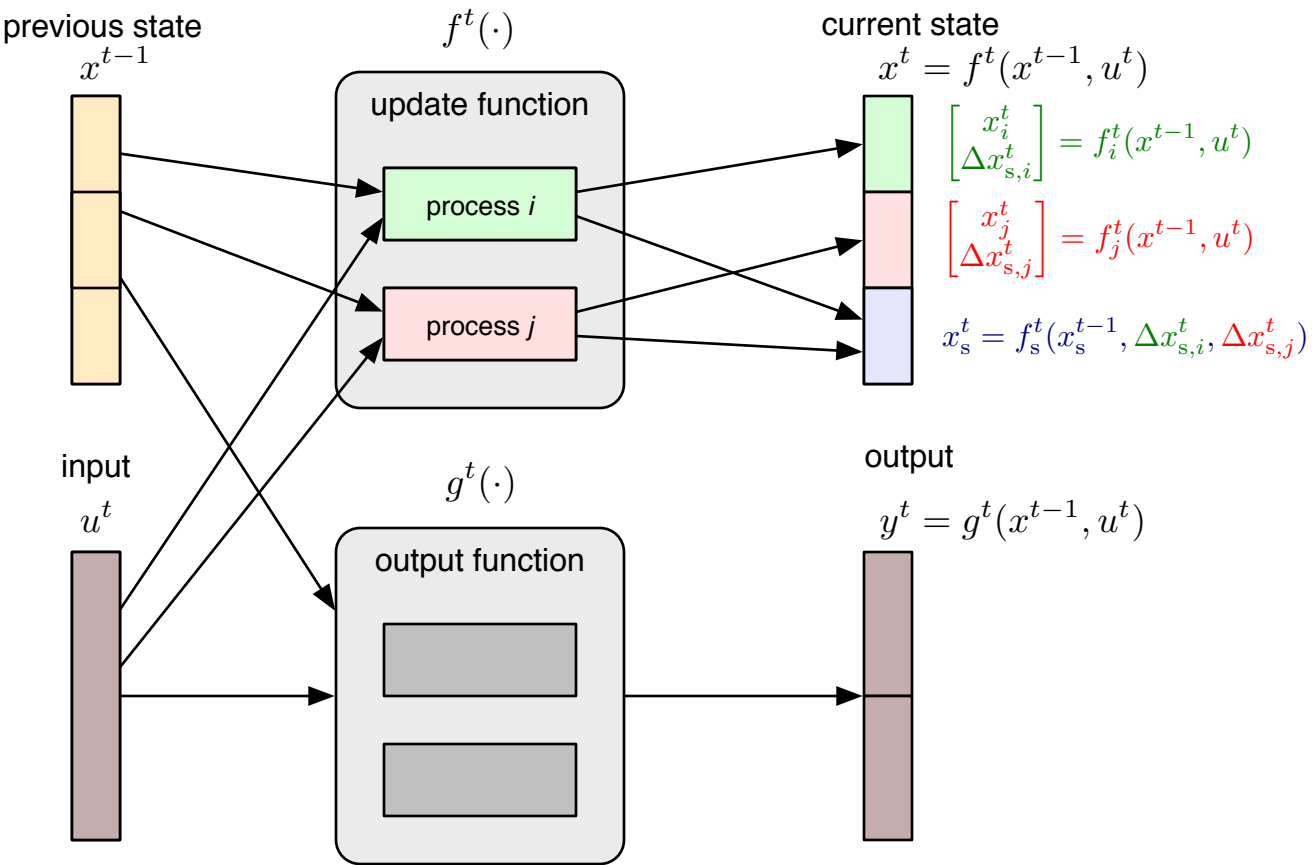 previous state
x^{t-1}
f^t(·)
update function
process i
process j
current state
x^t = f^t(x^{t-1}, u^t)
[x_i^t
Δx_{s,i}^t] = f_i^t(x^{t-1}, u^t)
[x_j^t
Δx_{s,j}^t] = f_j^t(x^{t-1}, u^t)
x_s^t = f_s^t(x_s^{t-1}, Δx_{s,i}^t, Δx_{s,j}^t)
input
u^t
g^t(·)
output function
output
y^t = g^t(x^{t-1}, u^t)